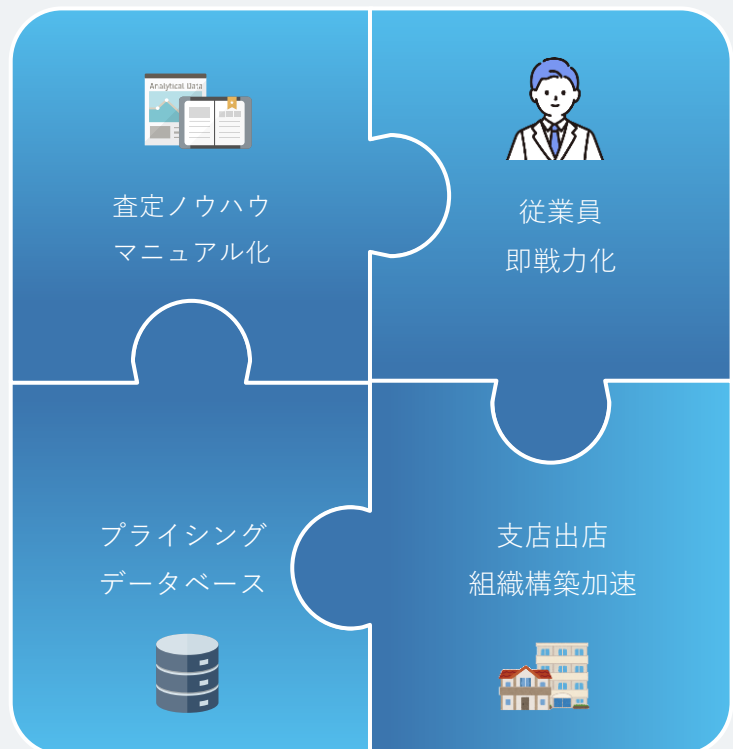 Analytical Data
査定ノウハウ
マニュアル化
従業員
即戦力化
プライシング
データベース
支店出店
組織構築加速